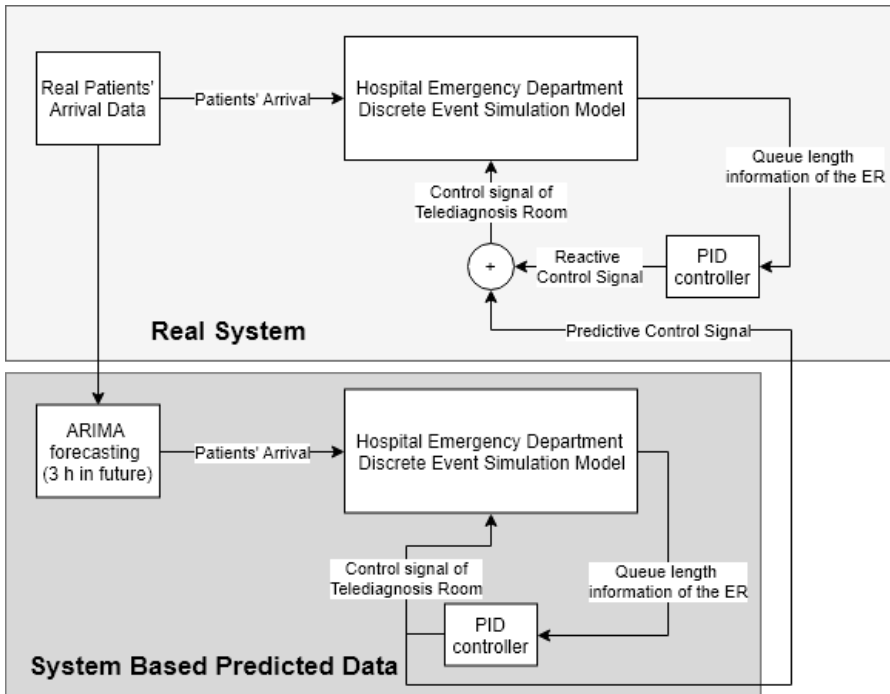 Real Patients'
Arrival Data
Patients' Arrival
Hospital Emergency Department
Discrete Event Simulation Model
Queue length
information of the ER
Control signal of
Telediagnosis Room
+
Reactive
Control Signal
PID
controller
Real System
Predictive Control Signal
ARIMA
forecasting
(3 h in future)
Patients' Arrival
Hospital Emergency Department
Discrete Event Simulation Model
Control signal of
Telediagnosis Room
Queue length
information of the ER
PID
controller
System Based Predicted Data